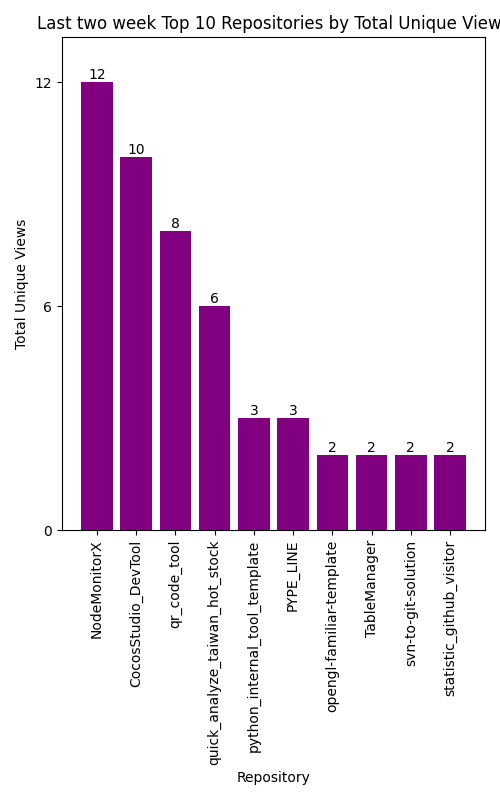 Last two week Top 10 Repositories by Total Unique View
12
10
8
6
3
3
2
2
2
2
12
6
0
Total Unique Views
NodeMonitorX
CocosStudio_DevTool
qr_code_tool
quick_analyze_taiwan_hot_stock
python_internal_tool_template
PYPE_LINE
opengl-familiar-template
TableManager
svn-to-git-solution
statistic_github_visitor
Repository